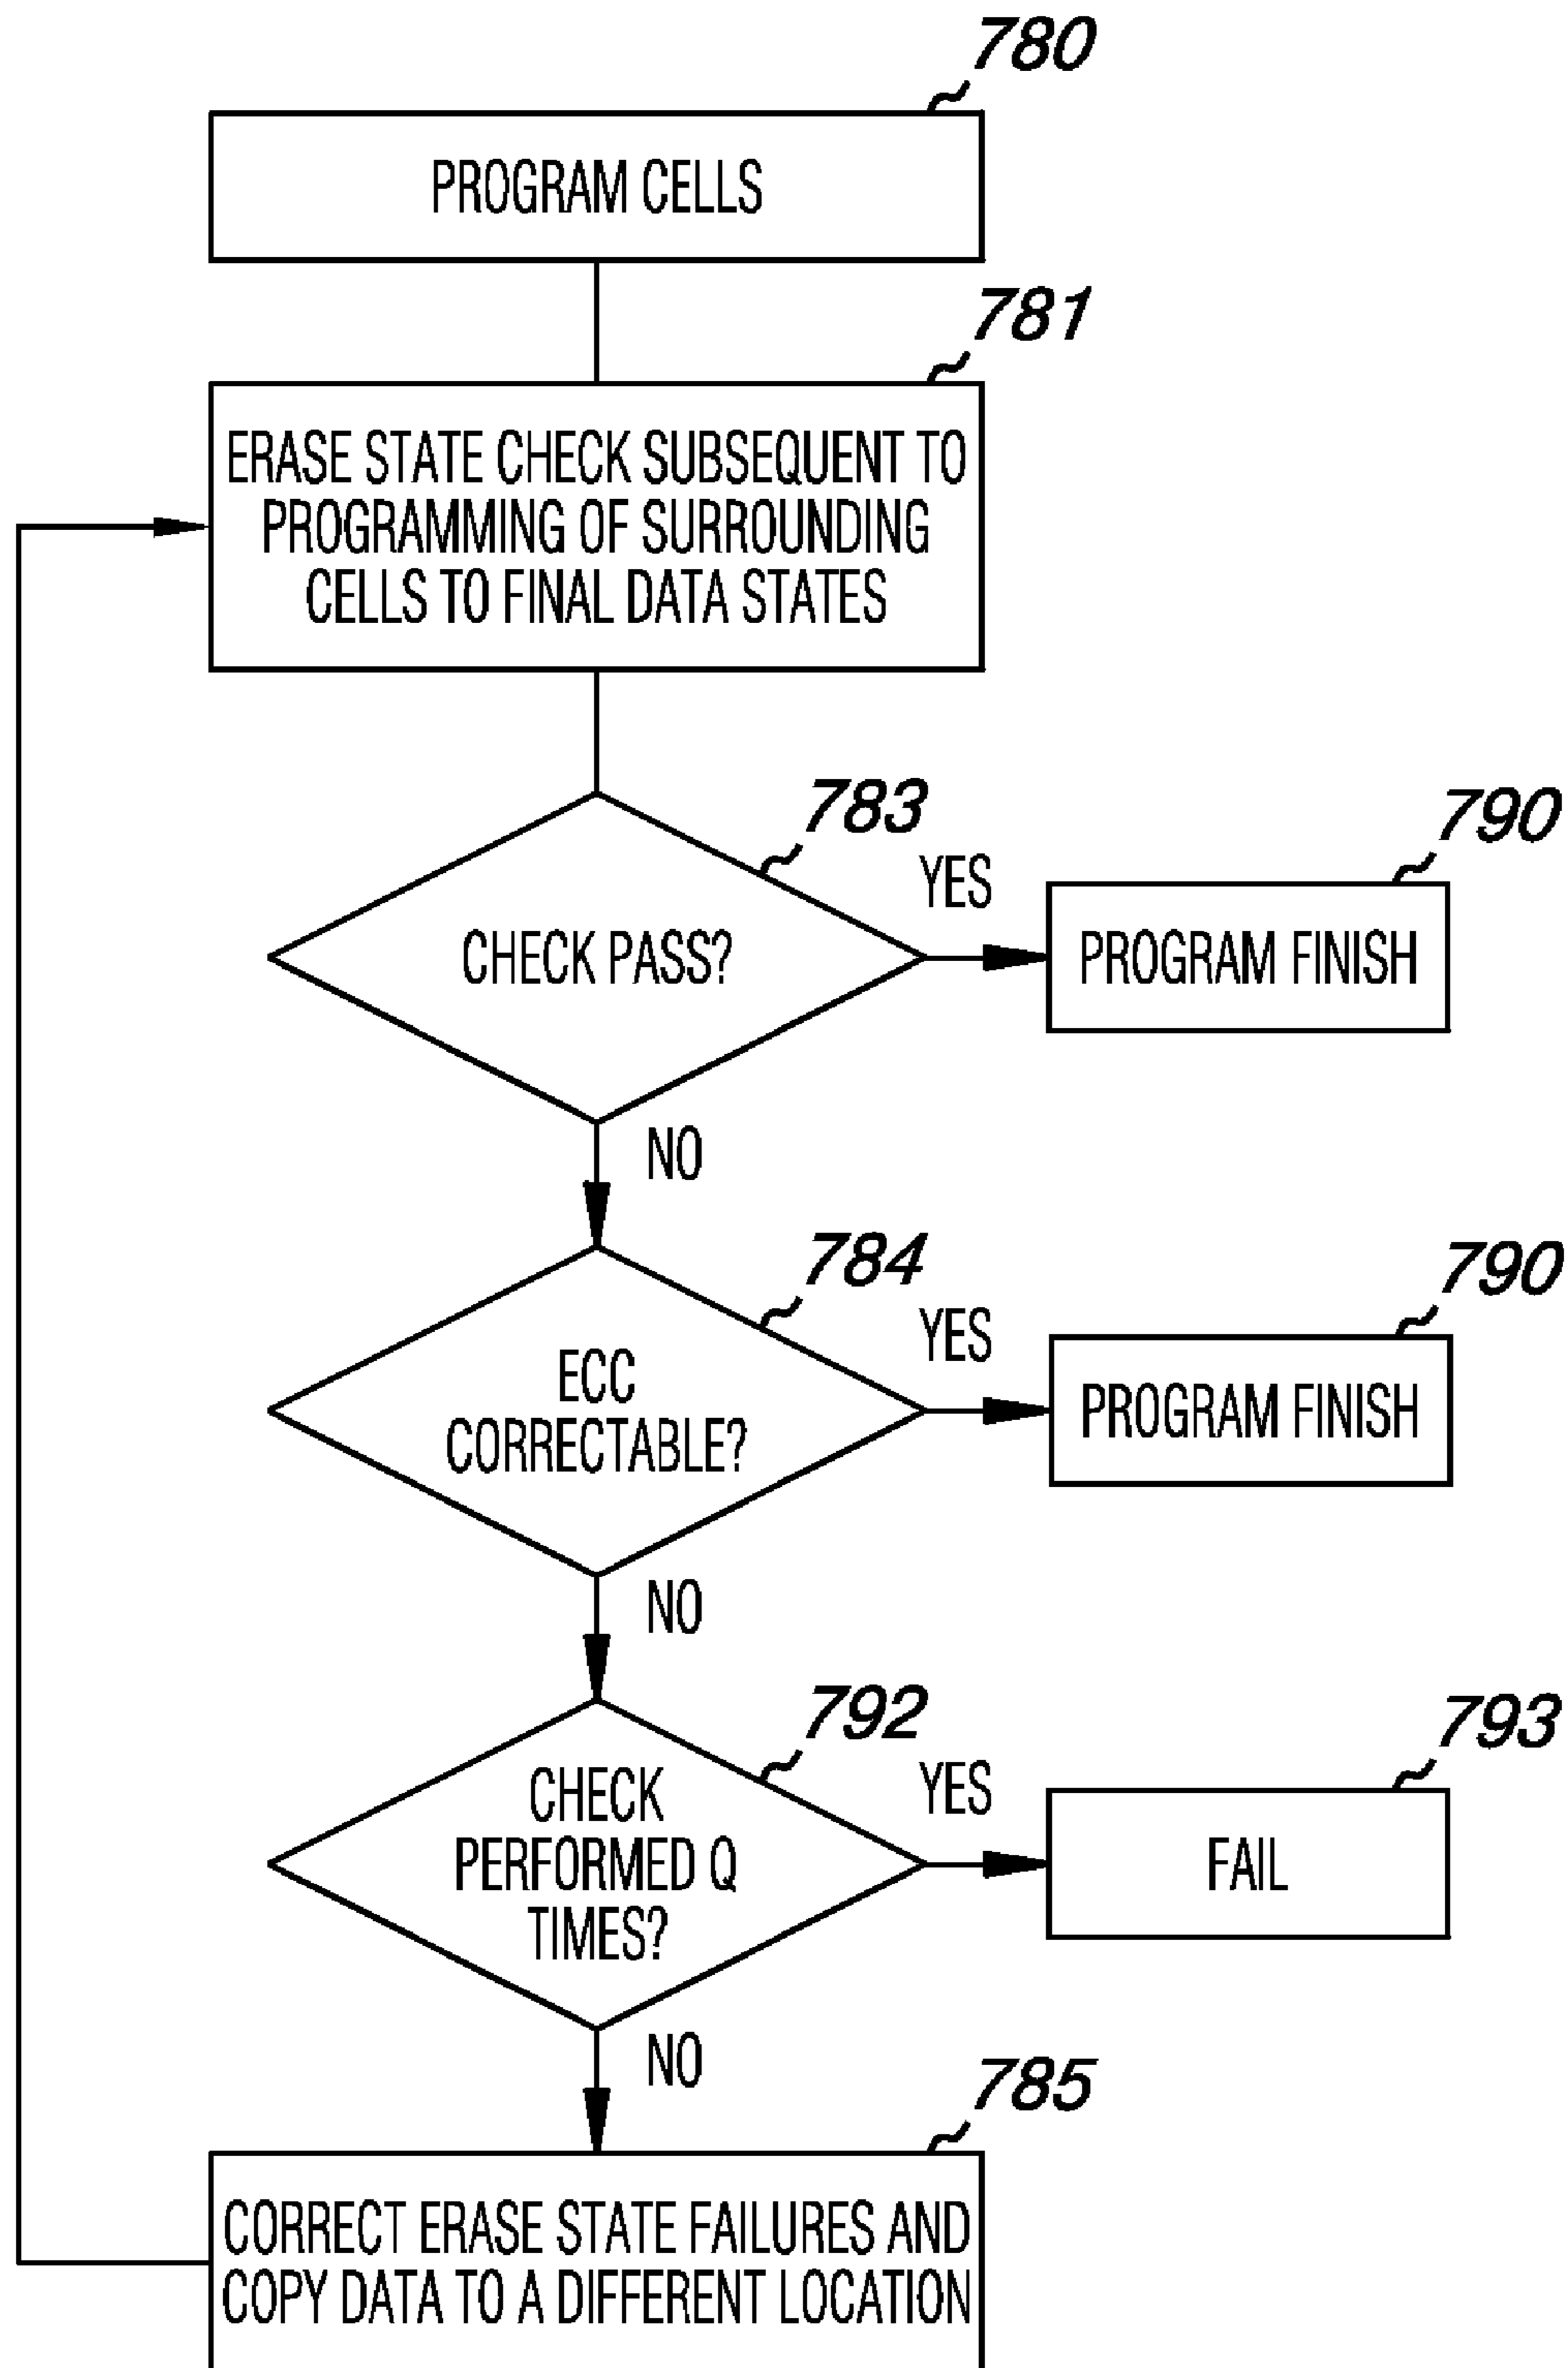 780
PROGRAM CELLS
781
ERASE STATE CHECK SUBSEQUENT TO
PROGRAMMING OF SURROUNDING
CELLS TO FINAL DATA STATES
783
CHECK PASS?
YES
790
PROGRAM FINISH
NO
784
ECC
CORRECTABLE?
YES
790
PROGRAM FINISH
NO
792
CHECK
PERFORMED Q
TIMES?
YES
793
FAIL
NO
785
CORRECT ERASE STATE FAILURES AND
COPY DATA TO A DIFFERENT LOCATION